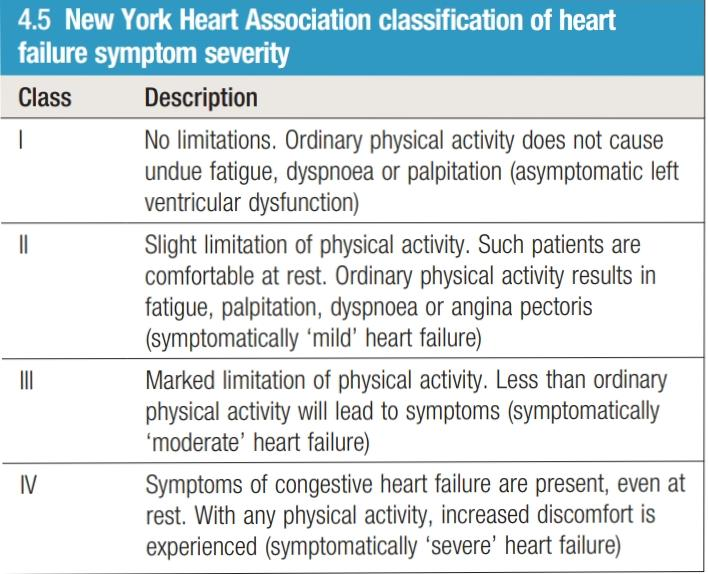 4.5 New York Heart Association classification of heart
failure symptom severity
Class Description
I No limitations. Ordinary physical activity does not cause
undue fatigue, dyspnoea or palpitation (asymptomatic left
ventricular dysfunction)
II Slight limitation of physical activity. Such patients are
comfortable at rest. Ordinary physical activity results in
fatigue, palpitation, dyspnoea or angina pectoris
(symptomatically ‘mild’ heart failure)
III Marked limitation of physical activity. Less than ordinary
physical activity will lead to symptoms (symptomatically
‘moderate’ heart failure)
IV Symptoms of congestive heart failure are present, even at
rest. With any physical activity, increased discomfort is
experienced (symptomatically ‘severe’ heart failure)